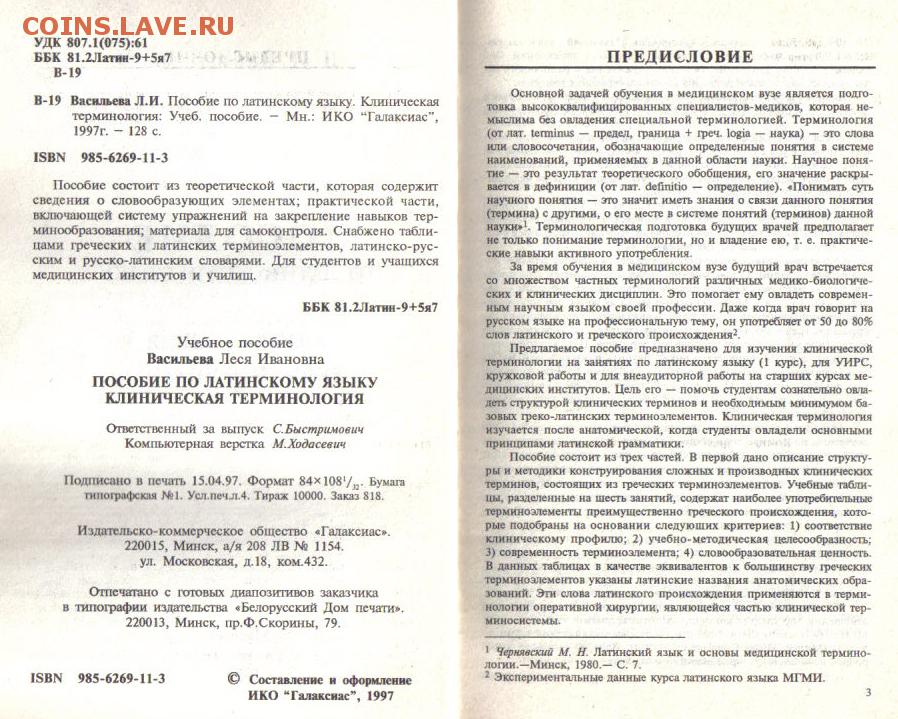 COINS.LAVE.RU
УДК 807.1(075):61
ББК 81.2Латин-9+5я7
В-19
В-19 Васильева Л.И. Пособие по латинскому языку. Клиническая
терминология: Учеб. пособие. – Мн.: ИКО "Галаксиас",
1997г. – 128 с.
ISBN 985-6269-11-3
Пособие состоит из теоретической части, которая содержит
сведения о словообразующих элементах; практической части,
включающей систему упражнений на закрепление навыков тер-
минообразования; материала для самоконтроля. Снабжено табли-
цами греческих и латинских терминоэлементов, латинско-рус-
ским и русско-латинским словарями. Для студентов и учащихся
медицинских институтов и училищ.
ББК 81.2Латин-9+5я7
Учебное пособие
Васильева Леся Ивановна
ПОСОБИЕ ПО ЛАТИНСКОМУ ЯЗЫКУ
КЛИНИЧЕСКАЯ ТЕРМИНОЛОГИЯ
Ответственный за выпуск С.Быстримович
Компьютерная верстка М.Ходасевич
Подписано в печать 15.04.97. Формат 84×108¹/₃₂. Бумага
типографская №1. Усл.печ.л.4. Тираж 10000. Заказ 818.
Издательско-коммерческое общество «Галаксиас».
220015, Минск, а/я 208 ЛВ № 1154.
ул. Московская, д.18, ком.432.
Отпечатано с готовых диапозитивов заказчика
в типографии издательства «Белорусский Дом печати».
220013, Минск, пр.Ф.Скорины, 79.
ISBN 985-6269-11-3
© Составление и оформление
ИКО "Галаксиас", 1997
ПРЕДИСЛОВИЕ
Основной задачей обучения в медицинском вузе является подго-
товка высококвалифицированных специалистов-медиков, которая не-
мыслима без овладения специальной терминологией. Терминология
(от лат. terminus — предел, граница + греч. logia — наука) — это слова
или словосочетания, обозначающие определенные понятия в системе
наименований, применяемых в данной области науки. Научное поня-
тие — это результат теоретического обобщения, его значение раскры-
вается в дефиниции (от лат. definitio — определение). «Понимать суть
научного понятия — это значит иметь знания о связи данного понятия
(термина) с другими, о его месте в системе понятий (терминов) данной
науки»¹. Терминологическая подготовка будущих врачей предполагает
не только понимание терминологии, но и владение ею, т. е. практиче-
ские навыки активного употребления.
За время обучения в медицинском вузе будущий врач встречается
со множеством частных терминологий различных медико-биологиче-
ских и клинических дисциплин. Это помогает ему овладеть современ-
ным научным языком своей профессии. Даже когда врач говорит на
русском языке на профессиональную тему, он употребляет от 50 до 80%
слов латинского и греческого происхождения².
Предлагаемое пособие предназначено для изучения клинической
терминологии на занятиях по латинскому языку (1 курс), для УИРС,
кружковой работы и для внеаудиторной работы на старших курсах ме-
дицинских институтов. Цель его — помочь студентам сознательно овла-
деть структурой клинических терминов и необходимым минимумом ба-
зовых греко-латинских терминоэлементов. Клиническая терминология
изучается после анатомической, когда студенты овладели основными
принципами латинской грамматики.
Пособие состоит из трех частей. В первой дано описание структу-
ры и методики конструирования сложных и производных клинических
терминов, состоящих из греческих терминоэлементов. Учебные табли-
цы, разделенные на шесть занятий, содержат наиболее употребительные
терминоэлементы преимущественно греческого происхождения, кото-
рые подобраны на основании следующих критериев: 1) соответствие
клиническому профилю; 2) учебно-методическая целесообразность;
3) современность терминоэлемента; 4) словообразовательная ценность.
В данных таблицах в качестве эквивалентов к большинству греческих
терминоэлементов указаны латинские названия анатомических обра-
зований. Эти слова латинского происхождения применяются в терми-
нологии оперативной хирургии, являющейся частью клинической тер-
миносистемы.
¹ Чернявский М. Н. Латинский язык и основы медицинской термино-
логии.—Минск, 1980.— С. 7.
² Экспериментальные данные курса латинского языка МГМИ.
3